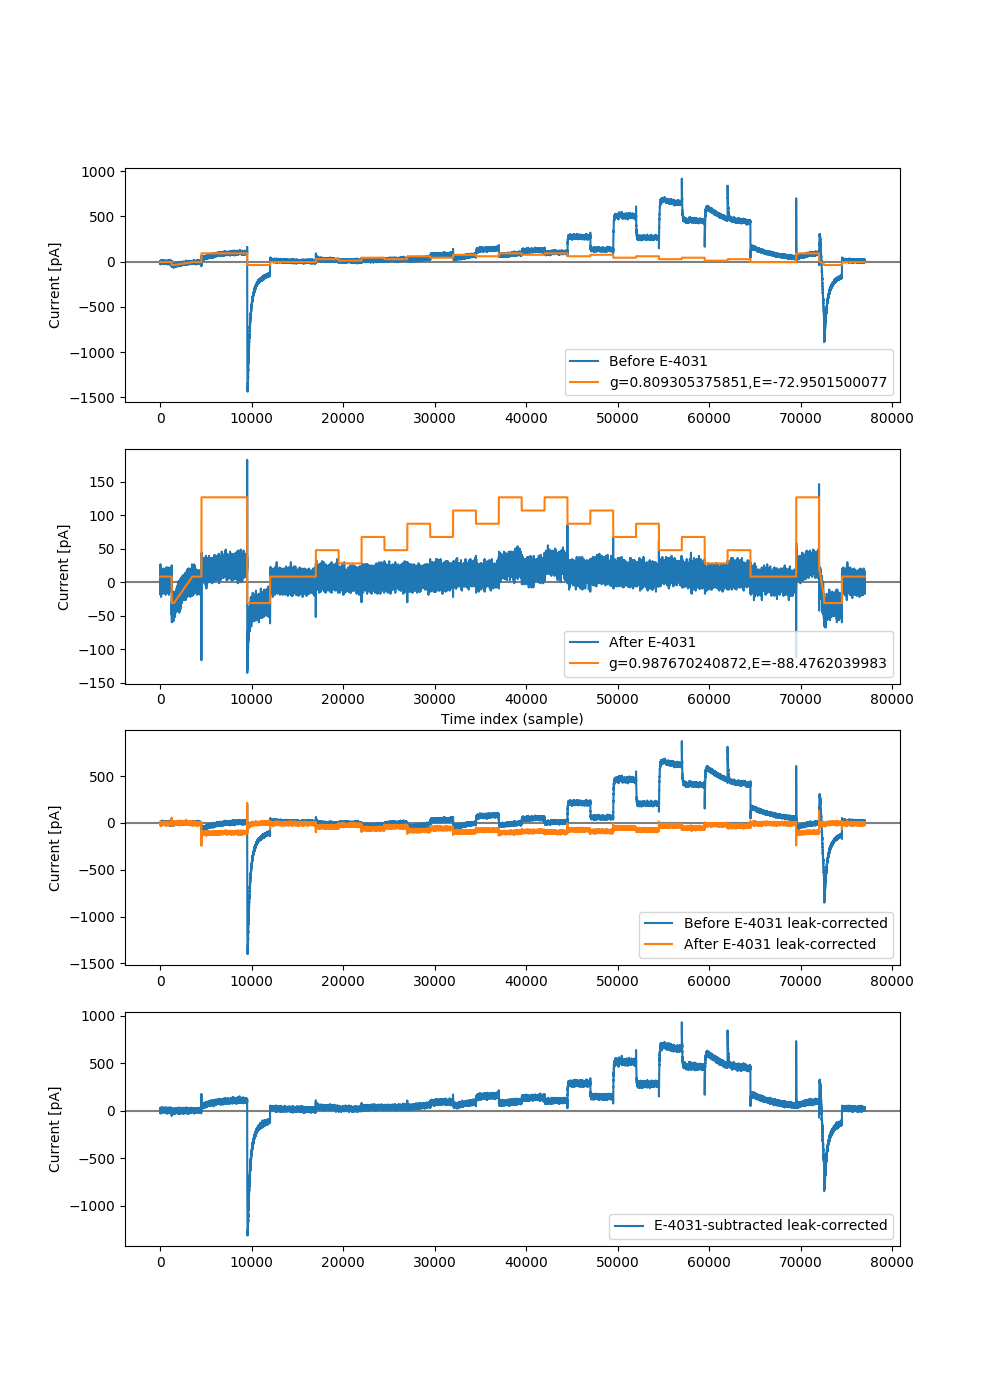 1000
500
0
−500
−1000
−1500
Current [pA]
Before E-4031
g=0.809305375851,E=-72.9501500077
0 10000 20000 30000 40000 50000 60000 70000 80000
150
100
50
0
−50
−100
−150
Current [pA]
After E-4031
g=0.987670240872,E=-88.4762039983
0 10000 20000 30000 40000 50000 60000 70000 80000
Time index (sample)
500
0
−500
−1000
−1500
Current [pA]
Before E-4031 leak-corrected
After E-4031 leak-corrected
0 10000 20000 30000 40000 50000 60000 70000 80000
1000
500
0
−500
−1000
Current [pA]
E-4031-subtracted leak-corrected
0 10000 20000 30000 40000 50000 60000 70000 80000